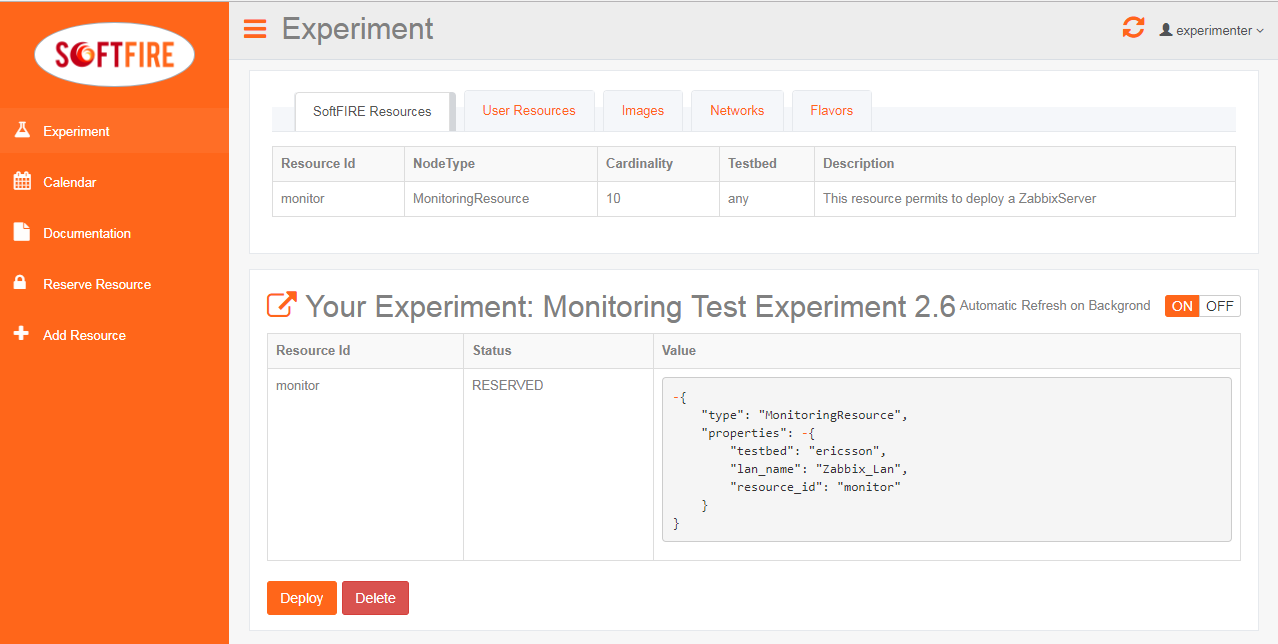 SOFTFIRE
Experiment
experimenter
Experiment
Calendar
Documentation
Reserve Resource
Add Resource
SoftFIRE Resources User Resources Images Networks Flavors
Resource Id NodeType Cardinality Testbed Description
monitor MonitoringResource 10 any This resource permits to deploy a ZabbixServer
Your Experiment: Monitoring Test Experiment 2.6 Automatic Refresh on Backgrond ON OFF
Resource Id Status Value
monitor RESERVED
-{
"type": "MonitoringResource",
"properties": -{
"testbed": "ericsson",
"lan_name": "Zabbix_Lan",
"resource_id": "monitor"
}
}
Deploy Delete